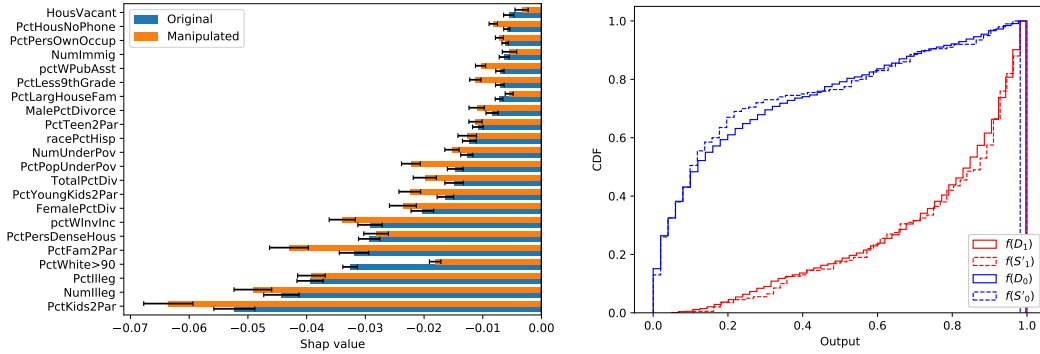 HousVacant
PctHousNoPhone
PctPersOwnOccup
NumImmig
pctWPubAsst
PctLess9thGrade
PctLargHouseFam
MalePctDivorce
PctTeen2Par
racePctHisp
NumUnderPov
PctPopUnderPov
TotalPctDiv
PctYoungKids2Par
FemalePctDiv
pctWInvInc
PctPersDenseHous
PctFam2Par
PctWhite>90
PctIlleg
NumIlleg
PctKids2Par
Original
Manipulated
−0.07 −0.06 −0.05 −0.04 −0.03 −0.02 −0.01 0.00
Shap value
CDF
1.0
0.8
0.6
0.4
0.2
0.0
f(D₁)
f(S′₁)
f(D₀)
f(S′₀)
0.0 0.2 0.4 0.6 0.8 1.0
Output